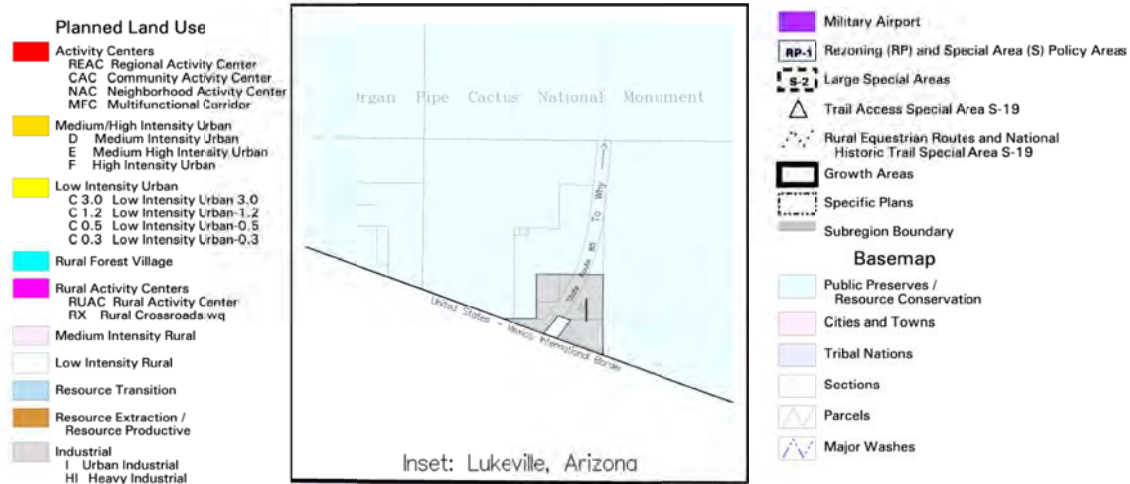 Planned Land Use
Activity Centers
REAC Regional Activity Center
CAC Community Activity Center
NAC Neighborhood Activity Center
MFC Multifunctional Corridor
Medium/High Intensity Urban
D Medium Intensity Urban
E Medium High Intensity Urban
F High Intensity Urban
Low Intensity Urban
C 3.0 Low Intensity Urban 3.0
C 1.2 Low Intensity Urban-1.2
C 0.5 Low Intensity Urban-0.5
C 0.3 Low Intensity Urban-0.3
Rural Forest Village
Rural Activity Centers
RUAC Rural Activity Center
RX Rural Crossroads wq
Medium Intensity Rural
Low Intensity Rural
Resource Transition
Resource Extraction /
Resource Productive
Industrial
I Urban Industrial
HI Heavy Industrial
Organ Pipe Cactus National Monument
State Route 85 To Why
United States - Mexico International Border
Inset: Lukeville, Arizona
Military Airport
RP-1 Rezoning (RP) and Special Area (S) Policy Areas
S-2 Large Special Areas
Trail Access Special Area S-19
Rural Equestrian Routes and National
Historic Trail Special Area S-19
Growth Areas
Specific Plans
Subregion Boundary
Basemap
Public Preserves /
Resource Conservation
Cities and Towns
Tribal Nations
Sections
Parcels
Major Washes